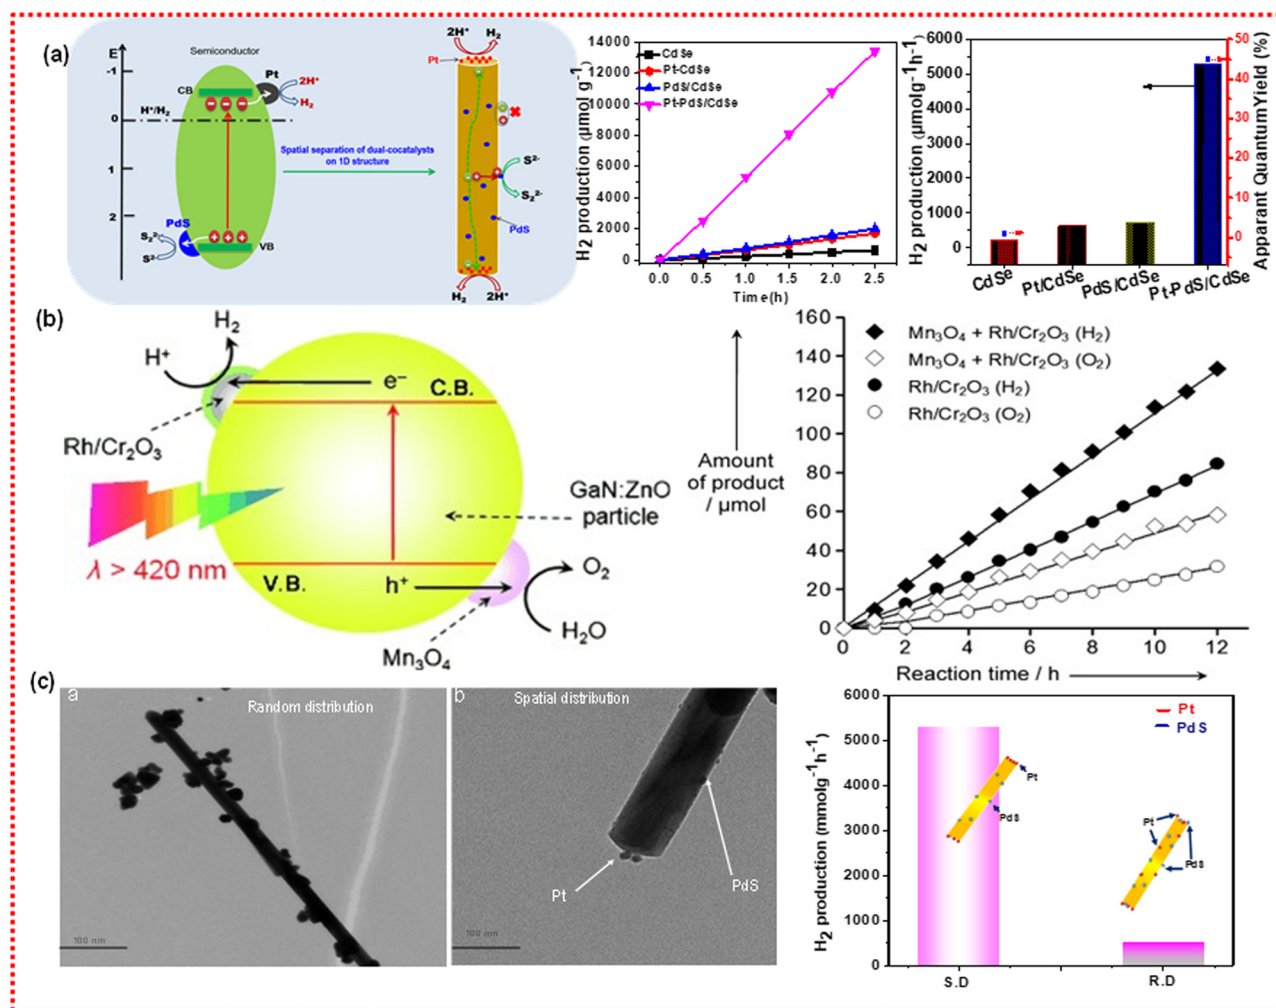 (a)
E
-1
0
1
2
Semiconductor
CB
Pt
2H⁺
H₂
H⁺/H₂
PdS
S₂²⁻
S²⁻
VB
Spatial separation of dual-cocatalysts
on 1D structure
2H⁺ H₂
Pt
S²⁻
S₂²⁻
PdS
H₂ 2H⁺
H2 production (μmol g⁻¹)
14000
12000
10000
8000
6000
4000
2000
0
CdSe
Pt-CdSe
PdS/CdSe
Pt-PdS/CdSe
0.0 0.5 1.0 1.5 2.0 2.5
Time(h)
H2 production (μmolg⁻¹h⁻¹)
6000
5000
4000
3000
2000
1000
0
CdSe
Pt/CdSe
PdS/CdSe
Pt-PdS/CdSe
50
40
30
20
15
10
5
0
Apparant QuantumYield (%)
(b)
H₂
H⁺
e⁻
C.B.
Rh/Cr₂O₃
GaN:ZnO
particle
λ > 420 nm
V.B.
h⁺
O₂
H₂O
Mn₃O₄
Amount
of product
/ μmol
160
140
120
100
80
60
40
20
0
Mn₃O₄ + Rh/Cr₂O₃ (H₂)
Mn₃O₄ + Rh/Cr₂O₃ (O₂)
Rh/Cr₂O₃ (H₂)
Rh/Cr₂O₃ (O₂)
0 2 4 6 8 10 12
Reaction time / h
(c)
a
Random distribution
100 nm
b
Spatial distribution
Pt
PdS
100 nm
H₂ production (mmolg⁻¹h⁻¹)
6000
5000
4000
3000
2000
1000
0
Pt
PdS
Pt
PdS
Pt
PdS
S.D R.D